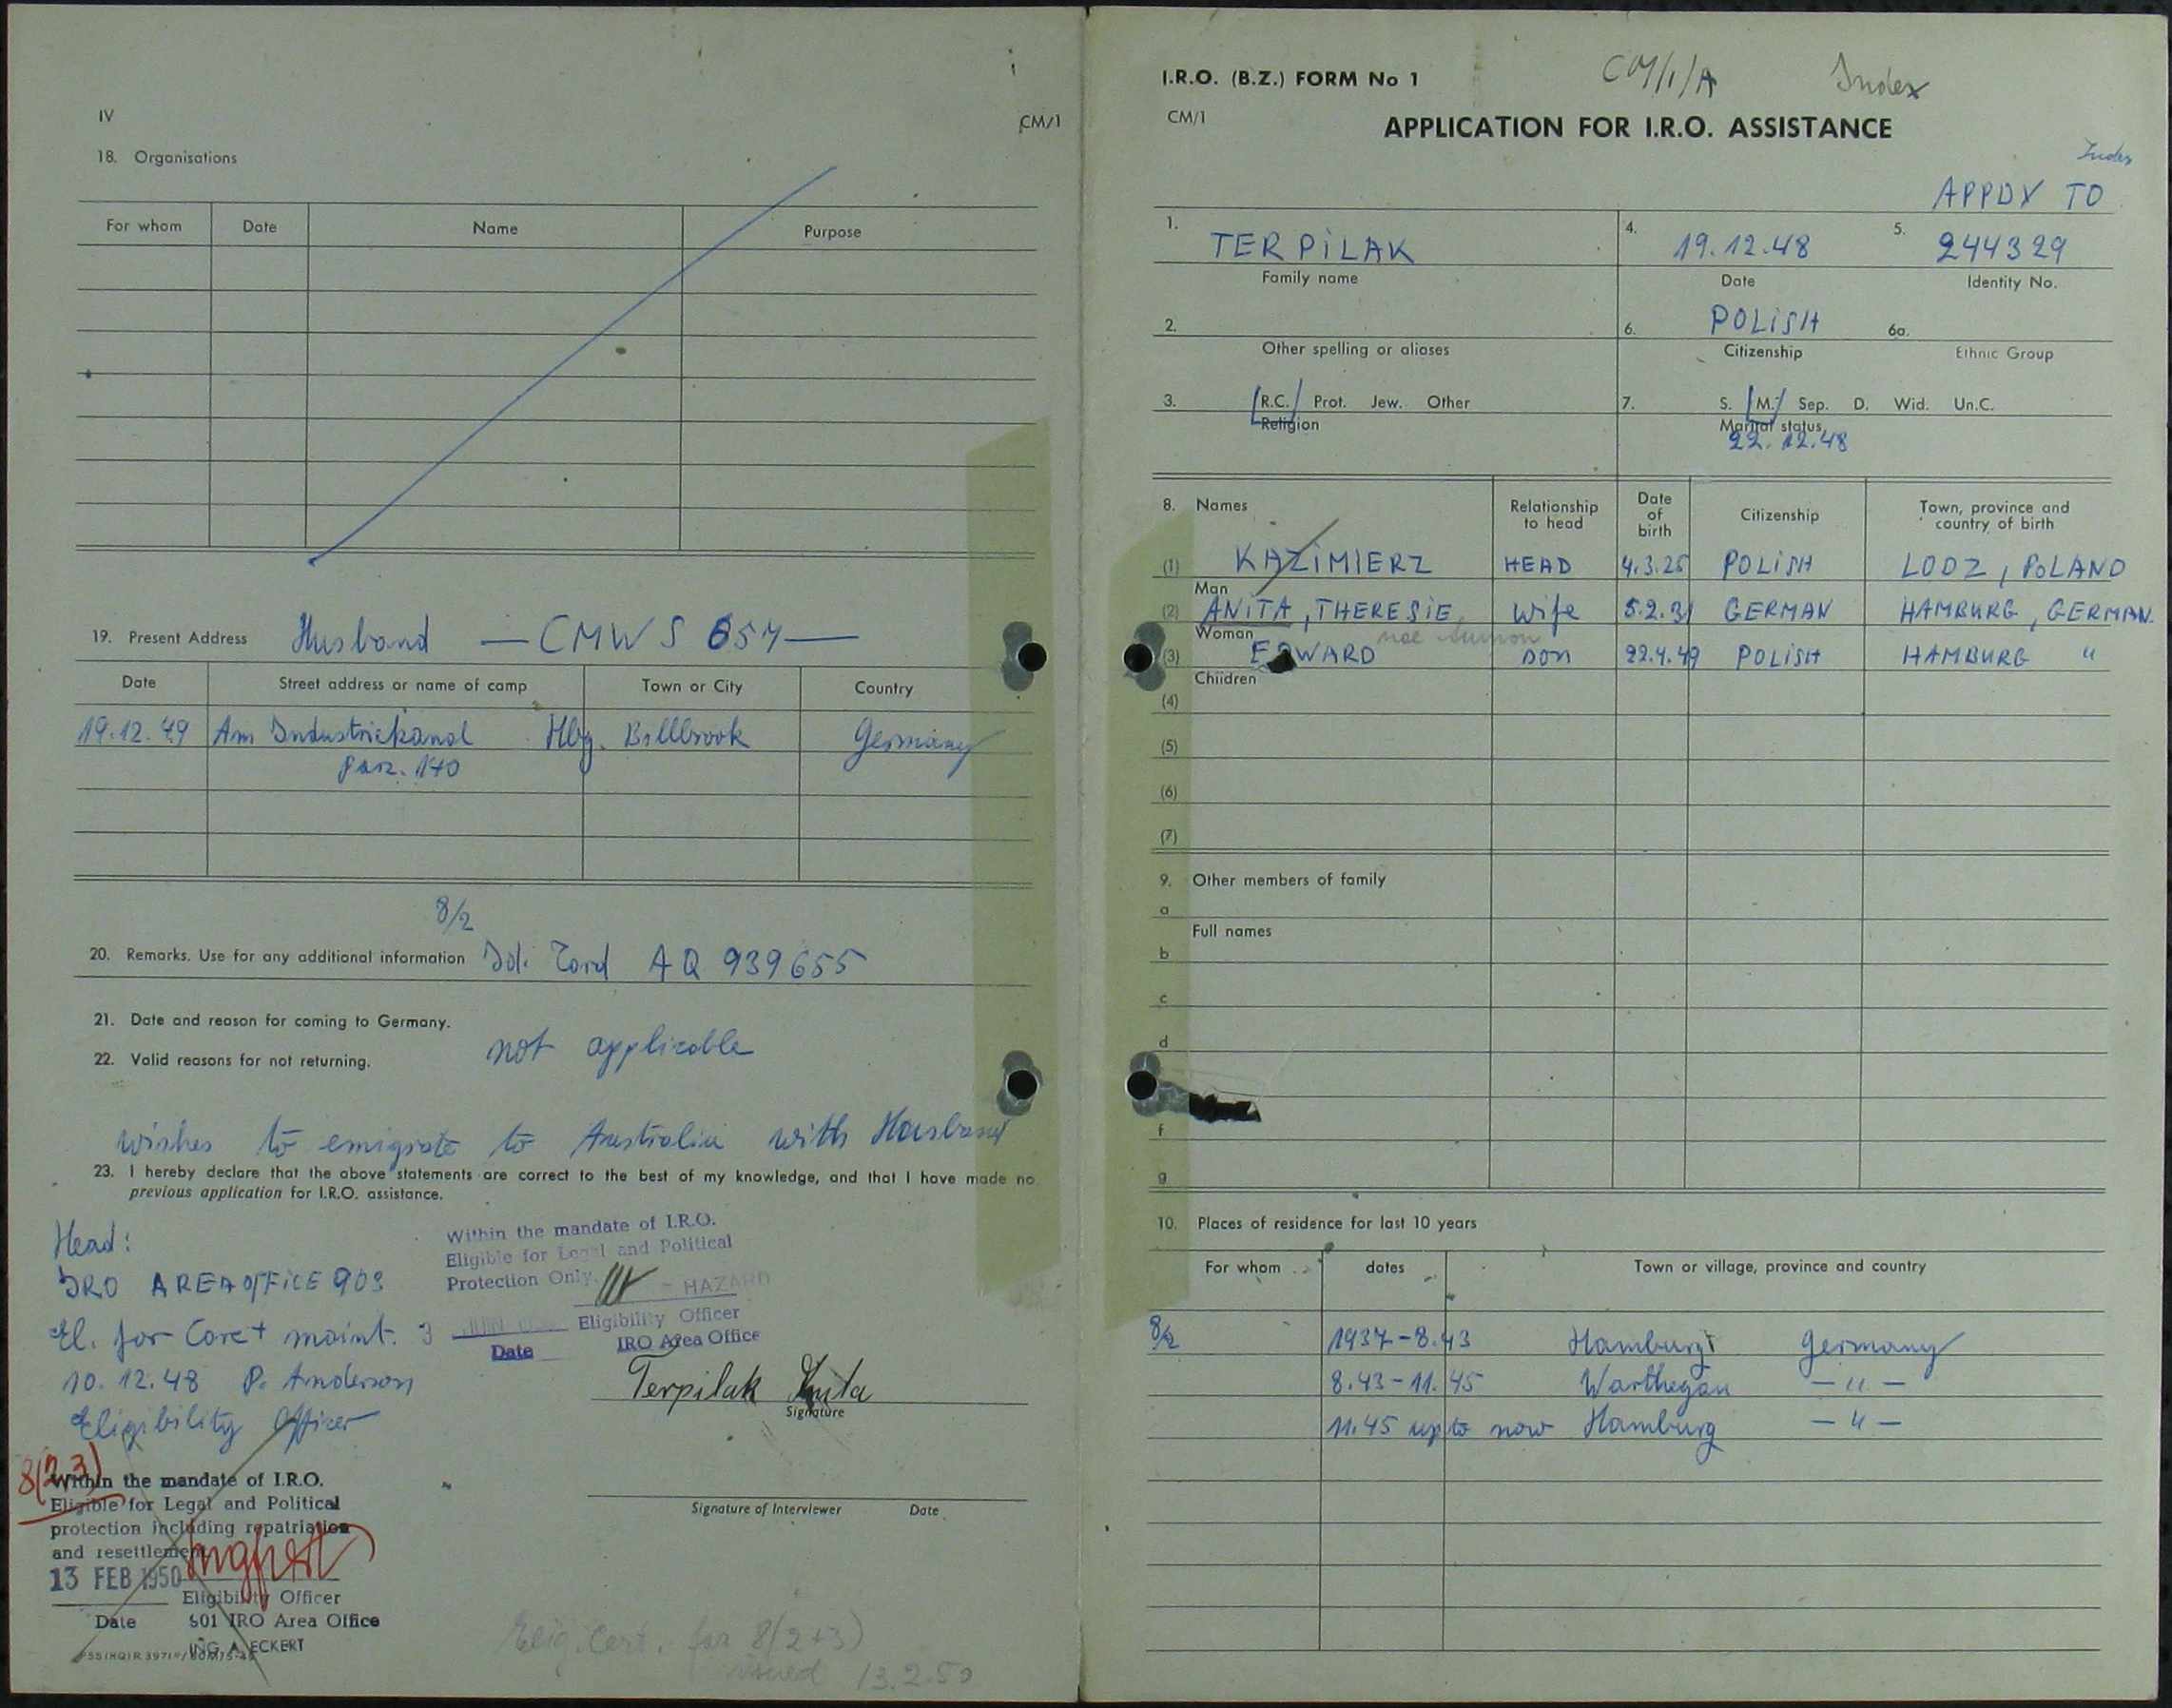 IV
CM/1
18. Organisations
For whom Date Name Purpose
19. Present Address Husband — CMWS 657 —
Date Street address or name of camp Town or City Country
19.12.49 Am Industriekanal Hbg. Billbrook Germany
Parz. 140
8/2
20. Remarks. Use for any additional information AQ 939655
21. Date and reason for coming to Germany.
not applicable
22. Valid reasons for not returning.
wishes to emigrate to Australia with Husband
23. I hereby declare that the above statements are correct to the best of my knowledge, and that I have made no
previous application for I.R.O. assistance.
Head:
IRO AREA OFFICE 903
El. for Care + maint.
10.12.48 P. Anderson
Eligibility Officer
Within the mandate of I.R.O.
Eligible for Legal and Political
Protection Only.
HAZARD
Eligibility Officer
Date IRO Area Office
Terpilak Anita
Signature
8(2,3)
Within the mandate of I.R.O.
Eligible for Legal and Political
protection including repatriation
and resettlement
13 FEB 1950
Eligibility Officer
Date 601 IRO Area Office
ING. A. ECKERT
Signature of Interviewer Date
Elig. Cert. for 8(2+3)
issued 13.2.50
I.R.O. (B.Z.) FORM No 1 CM/1/A Index
CM/1
APPLICATION FOR I.R.O. ASSISTANCE
Index
APPDX TO
1. TERPILAK 4. 19.12.48 5. 244329
Family name Date Identity No.
2. 6. POLISH 6a.
Other spelling or aliases Citizenship Ethnic Group
3. R.C. Prot. Jew. Other 7. S. M. Sep. D. Wid. Un.C.
Religion Marital status
22.12.48
8. Names Relationship to head Date of birth Citizenship Town, province and country of birth
(1) KAZIMIERZ HEAD 4.3.25 POLISH LODZ, POLAND
Man
(2) ANITA, THERESIE, Wife 5.2.31 GERMAN HAMBURG, GERMAN.
Woman
(3) EDWARD son 22.4.49 POLISH HAMBURG "
Children
(4)
(5)
(6)
(7)
9. Other members of family
a
Full names
b
c
d
f
g
10. Places of residence for last 10 years
For whom dates Town or village, province and country
8/2 1937-8.43 Hamburg Germany
8.43-11.45 Warthegau — " —
11.45 up to now Hamburg — " —